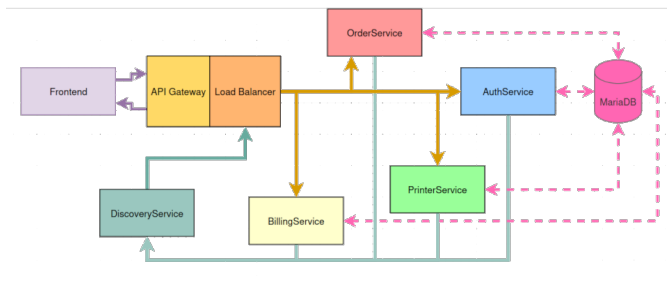 OrderService
Frontend
API Gateway
Load Balancer
AuthService
MariaDB
PrinterService
DiscoveryService
BillingService